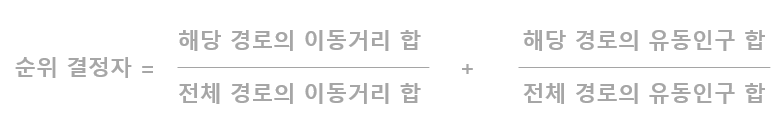 순위 결정자 = 해당 경로의 이동거리 합 / 전체 경로의 이동거리 합 + 해당 경로의 유동인구 합 / 전체 경로의 유동인구 합